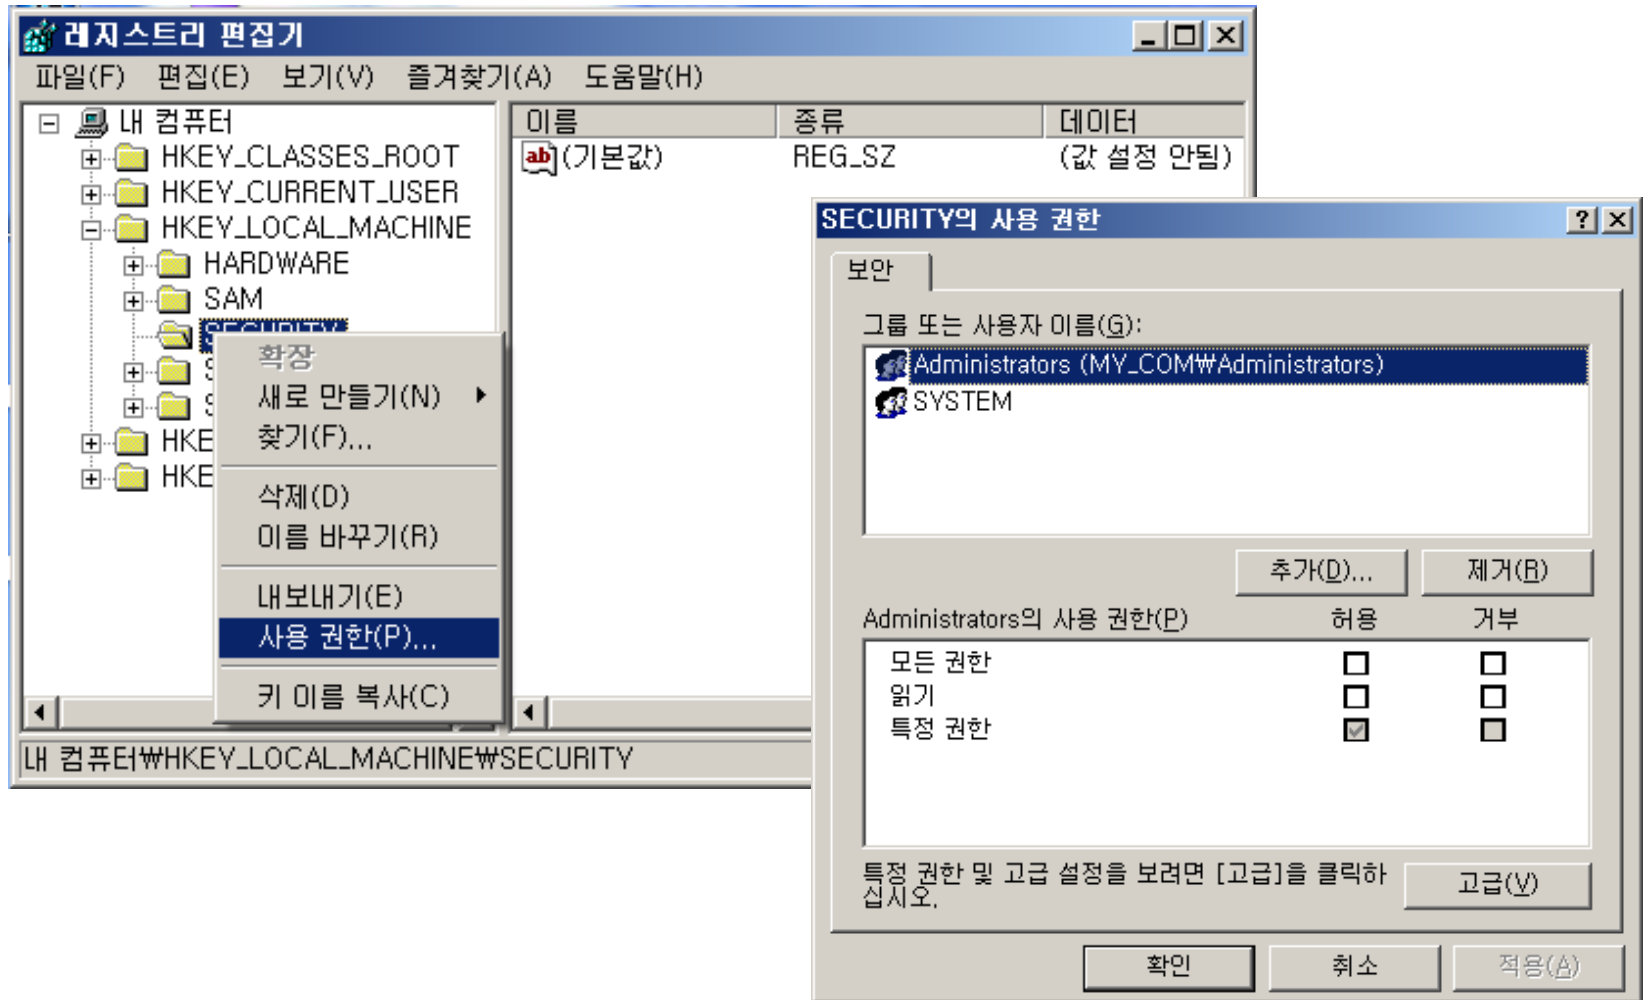 레지스트리 편집기
파일(F) 편집(E) 보기(V) 즐겨찾기(A) 도움말(H)
내 컴퓨터
HKEY_CLASSES_ROOT
HKEY_CURRENT_USER
HKEY_LOCAL_MACHINE
HARDWARE
SAM
SECURITY
S
S
HKE
HKE
확장
새로 만들기(N)
찾기(F)...
삭제(D)
이름 바꾸기(R)
내보내기(E)
사용 권한(P)...
키 이름 복사(C)
이름 종류 데이터
(기본값) REG_SZ (값 설정 안됨)
내 컴퓨터₩HKEY_LOCAL_MACHINE₩SECURITY
SECURITY의 사용 권한
보안
그룹 또는 사용자 이름(G):
Administrators (MY_COM₩Administrators)
SYSTEM
추가(D)... 제거(R)
Administrators의 사용 권한(P) 허용 거부
모든 권한
읽기
특정 권한
특정 권한 및 고급 설정을 보려면 [고급]을 클릭하
십시오.
고급(V)
확인 취소 적용(A)